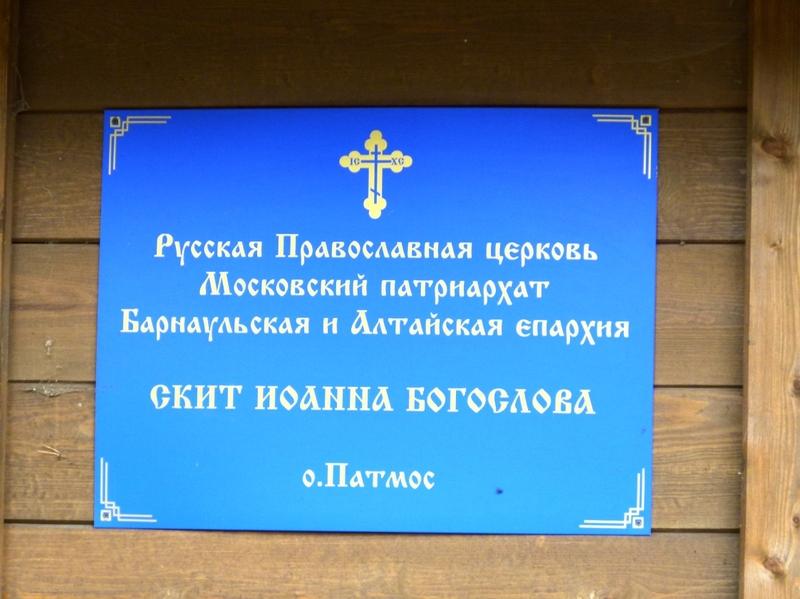 IC XC
Русская Православная церковь
Московский патриархат
Барнаульская и Алтайская епархия
СКИТ ИОАННА БОГОСЛОВА
о.Патмос